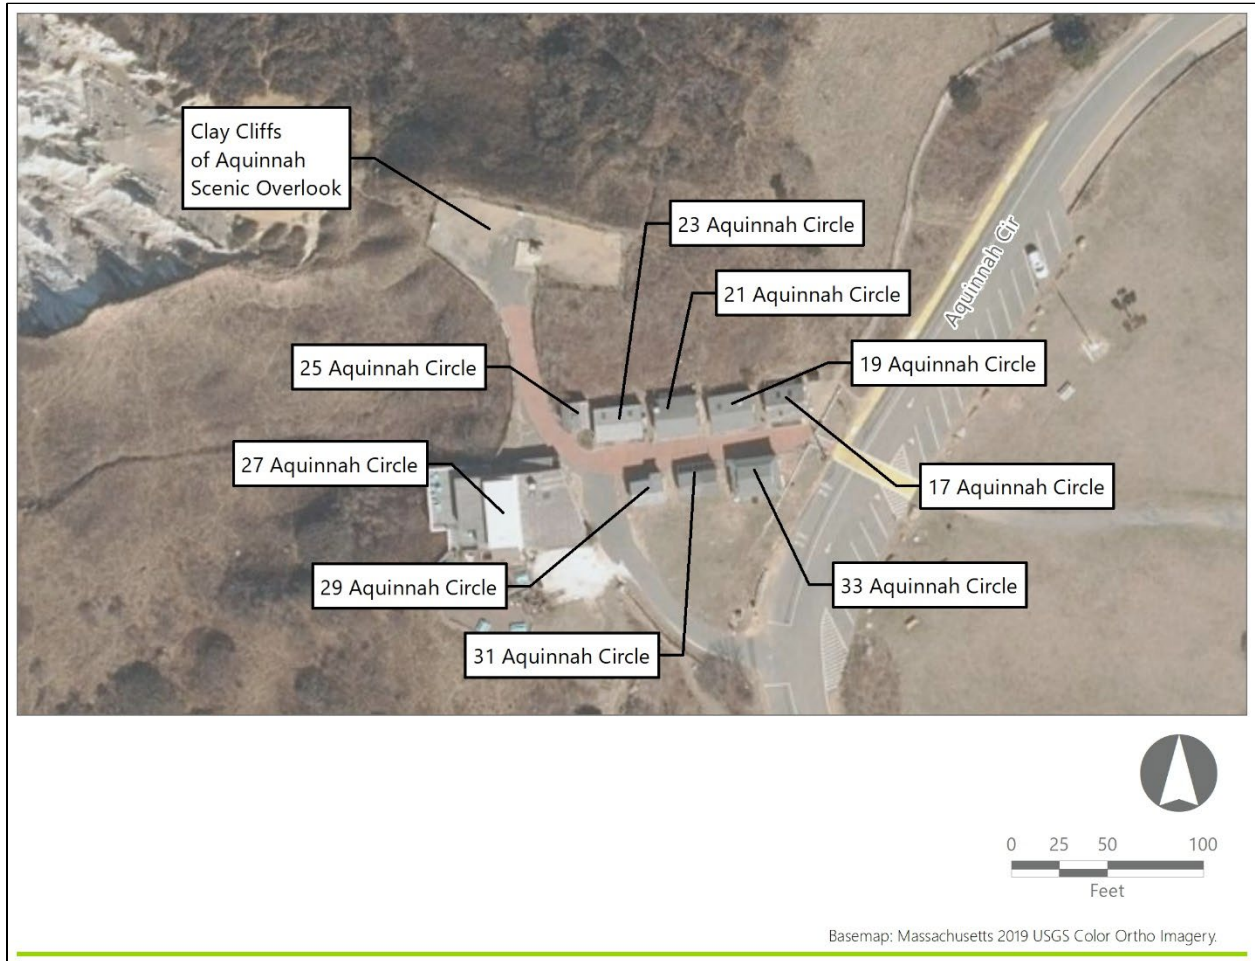 Clay Cliffs
of Aquinnah
Scenic Overlook
23 Aquinnah Circle
21 Aquinnah Circle
Aquinnah Cir
25 Aquinnah Circle
19 Aquinnah Circle
27 Aquinnah Circle
17 Aquinnah Circle
29 Aquinnah Circle
33 Aquinnah Circle
31 Aquinnah Circle
0 25 50 100
Feet
Basemap: Massachusetts 2019 USGS Color Ortho Imagery.